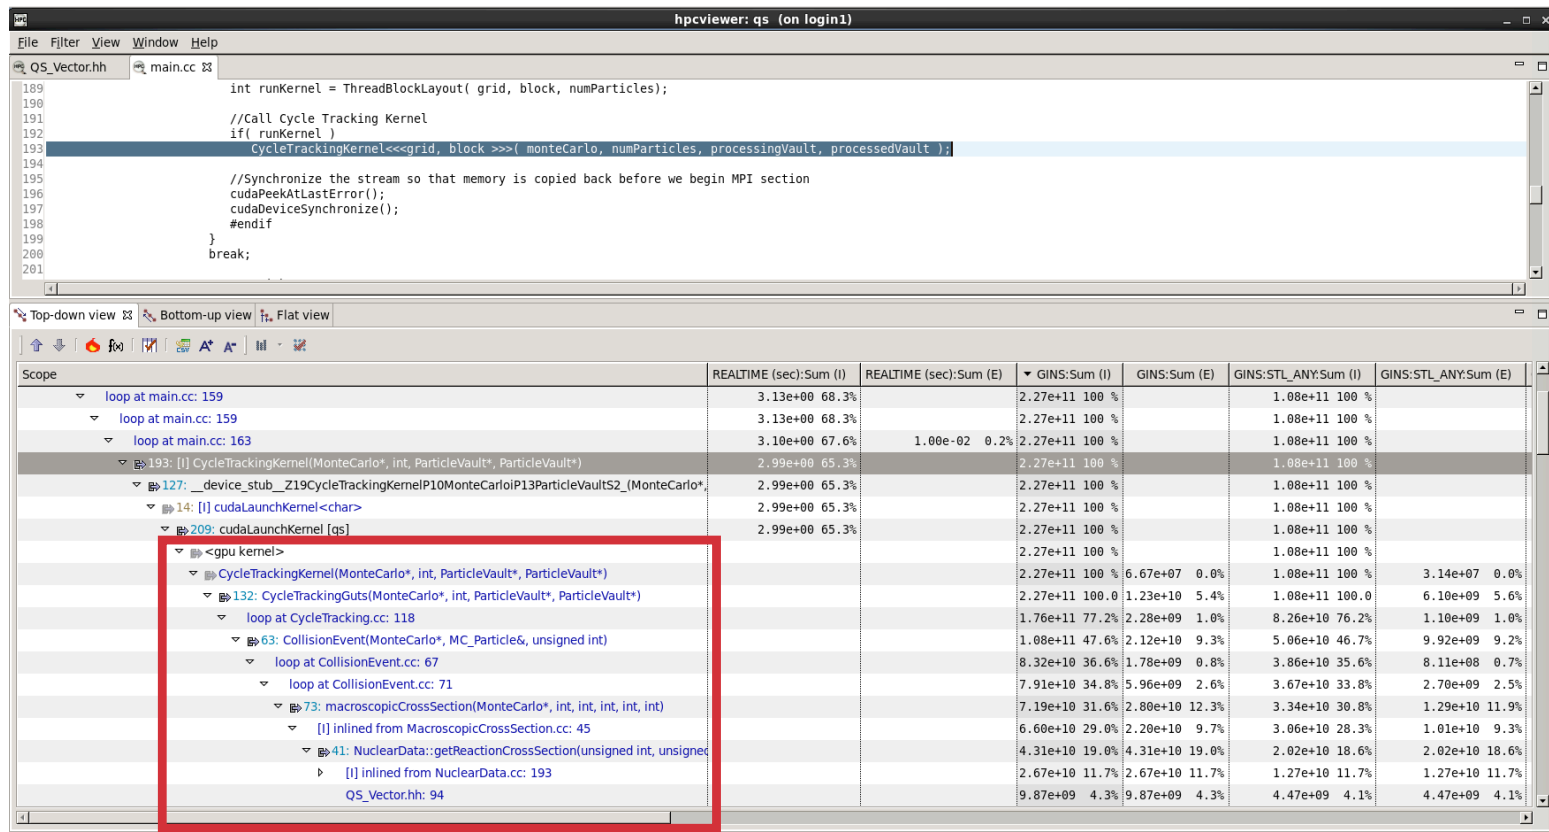 HPC
hpcviewer: qs (on login1)
File Filter View Window Help
QS_Vector.hh main.cc
189 int runKernel = ThreadBlockLayout( grid, block, numParticles);
190
191 //Call Cycle Tracking Kernel
192 if( runKernel )
193 CycleTrackingKernel<<<grid, block >>>( monteCarlo, numParticles, processingVault, processedVault );
194
195 //Synchronize the stream so that memory is copied back before we begin MPI section
196 cudaPeekAtLastError();
197 cudaDeviceSynchronize();
198 #endif
199 }
200 break;
201
Top-down view Bottom-up view Flat view
f(x) CSV A+ A-
Scope REALTIME (sec):Sum (I) REALTIME (sec):Sum (E) GINS:Sum (I) GINS:Sum (E) GINS:STL_ANY:Sum (I) GINS:STL_ANY:Sum (E)
loop at main.cc: 159 3.13e+00 68.3% 2.27e+11 100 % 1.08e+11 100 %
loop at main.cc: 159 3.13e+00 68.3% 2.27e+11 100 % 1.08e+11 100 %
loop at main.cc: 163 3.10e+00 67.6% 1.00e-02 0.2% 2.27e+11 100 % 1.08e+11 100 %
193: [I] CycleTrackingKernel(MonteCarlo*, int, ParticleVault*, ParticleVault*) 2.99e+00 65.3% 2.27e+11 100 % 1.08e+11 100 %
127: __device_stub__Z19CycleTrackingKernelP10MonteCarloiP13ParticleVaultS2_(MonteCarlo*, 2.99e+00 65.3% 2.27e+11 100 % 1.08e+11 100 %
14: [I] cudaLaunchKernel<char> 2.99e+00 65.3% 2.27e+11 100 % 1.08e+11 100 %
209: cudaLaunchKernel [qs] 2.99e+00 65.3% 2.27e+11 100 % 1.08e+11 100 %
<gpu kernel> 2.27e+11 100 % 1.08e+11 100 %
CycleTrackingKernel(MonteCarlo*, int, ParticleVault*, ParticleVault*) 2.27e+11 100 % 6.67e+07 0.0% 1.08e+11 100 % 3.14e+07 0.0%
132: CycleTrackingGuts(MonteCarlo*, int, ParticleVault*, ParticleVault*) 2.27e+11 100.0 1.23e+10 5.4% 1.08e+11 100.0 6.10e+09 5.6%
loop at CycleTracking.cc: 118 1.76e+11 77.2% 2.28e+09 1.0% 8.26e+10 76.2% 1.10e+09 1.0%
63: CollisionEvent(MonteCarlo*, MC_Particle&, unsigned int) 1.08e+11 47.6% 2.12e+10 9.3% 5.06e+10 46.7% 9.92e+09 9.2%
loop at CollisionEvent.cc: 67 8.32e+10 36.6% 1.78e+09 0.8% 3.86e+10 35.6% 8.11e+08 0.7%
loop at CollisionEvent.cc: 71 7.91e+10 34.8% 5.96e+09 2.6% 3.67e+10 33.8% 2.70e+09 2.5%
73: macroscopicCrossSection(MonteCarlo*, int, int, int, int, int) 7.19e+10 31.6% 2.80e+10 12.3% 3.34e+10 30.8% 1.29e+10 11.9%
[I] inlined from MacroscopicCrossSection.cc: 45 6.60e+10 29.0% 2.20e+10 9.7% 3.06e+10 28.3% 1.01e+10 9.3%
41: NuclearData::getReactionCrossSection(unsigned int, unsigned 4.31e+10 19.0% 4.31e+10 19.0% 2.02e+10 18.6% 2.02e+10 18.6%
[I] inlined from NuclearData.cc: 193 2.67e+10 11.7% 2.67e+10 11.7% 1.27e+10 11.7% 1.27e+10 11.7%
QS_Vector.hh: 94 9.87e+09 4.3% 9.87e+09 4.3% 4.47e+09 4.1% 4.47e+09 4.1%